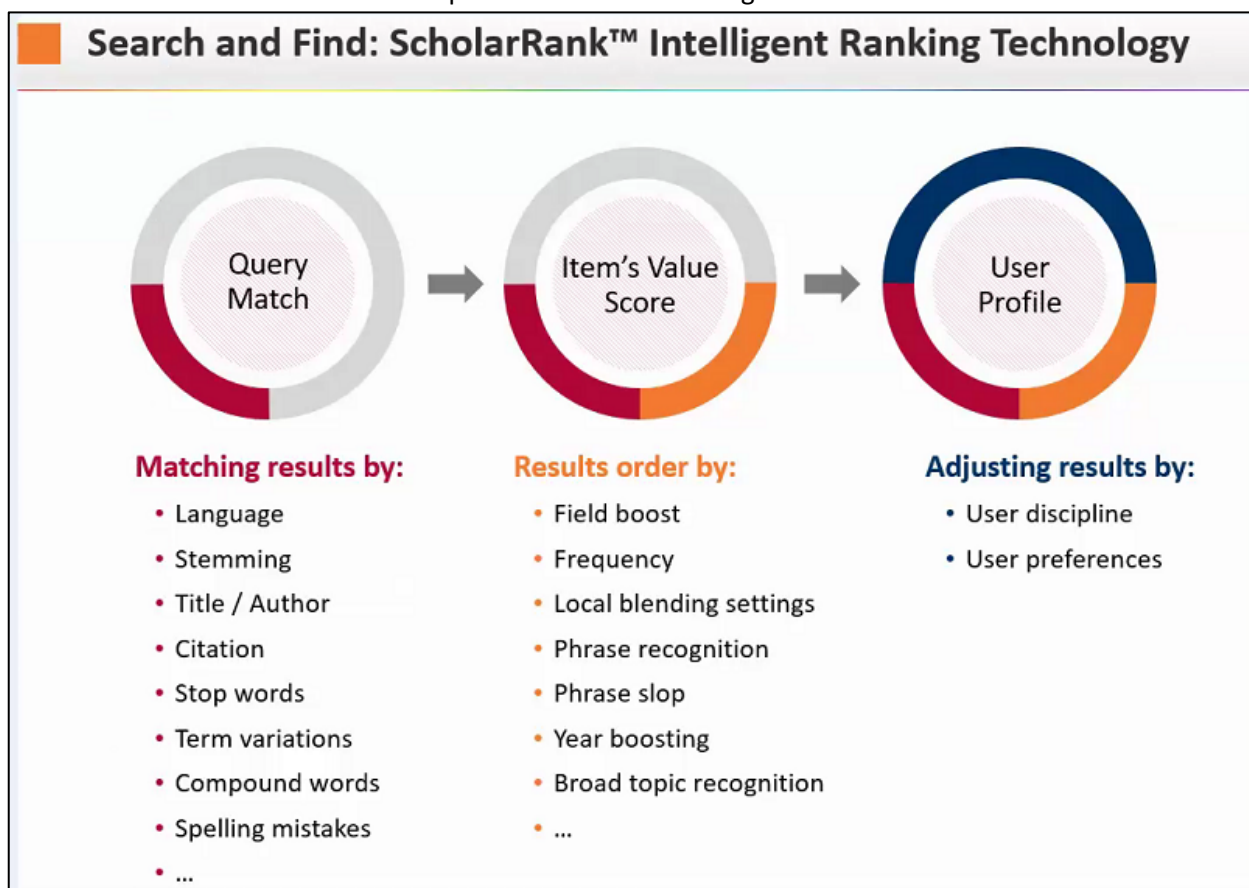 Search and Find: ScholarRank™ Intelligent Ranking Technology
Query
Match
Item's Value
Score
User
Profile
Matching results by:
• Language
• Stemming
• Title / Author
• Citation
• Stop words
• Term variations
• Compound words
• Spelling mistakes
• ...
Results order by:
• Field boost
• Frequency
• Local blending settings
• Phrase recognition
• Phrase slop
• Year boosting
• Broad topic recognition
• ...
Adjusting results by:
• User discipline
• User preferences